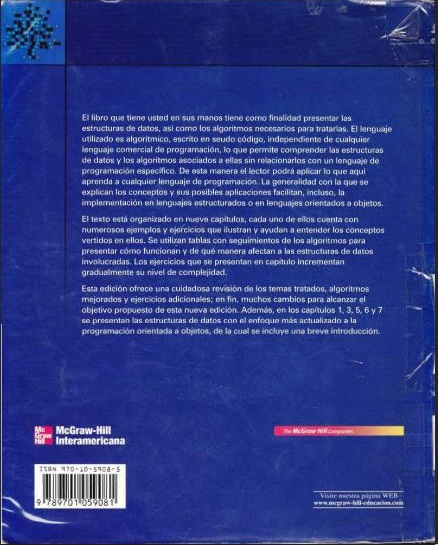 El libro que tiene usted en sus manos tiene como finalidad presentar las
estructuras de datos, así como los algoritmos necesarios para tratarlas. El lenguaje
utilizado es algorítmico, escrito en seudo código, independiente de cualquier
lenguaje comercial de programación, lo que permite comprender las estructuras
de datos y los algoritmos asociados a ellas sin relacionarlos con un lenguaje de
programación específico. De esta manera el lector podrá aplicar lo que aquí
aprenda a cualquier lenguaje de programación. La generalidad con la que se
explican los conceptos y sus posibles aplicaciones facilitan, incluso, la
implementación en lenguajes estructurados o en lenguajes orientados a objetos.
El texto está organizado en nueve capítulos, cada uno de ellos cuenta con
numerosos ejemplos y ejercicios que ilustran y ayudan a entender los conceptos
vertidos en ellos. Se utilizan tablas con seguimientos de los algoritmos para
presentar cómo funcionan y de qué manera afectan a las estructuras de datos
involucradas. Los ejercicios que se presentan en capítulo incrementan
gradualmente su nivel de complejidad.
Esta edición ofrece una cuidadosa revisión de los temas tratados, algoritmos
mejorados y ejercicios adicionales; en fin, muchos cambios para alcanzar el
objetivo propuesto de esta nueva edición. Además, en los capítulos 1, 3, 5, 6 y 7
se presentan las estructuras de datos con el enfoque más actualizado a la
programación orientada a objetos, de la cual se incluye una breve introducción.
Mc
Graw
Hill
McGraw-Hill
Interamericana
The McGraw-Hill Companies
ISBN 970-10-5908-5
9 789701 059081
Visite nuestra página WEB
www.mcgraw-hill-educacion.com